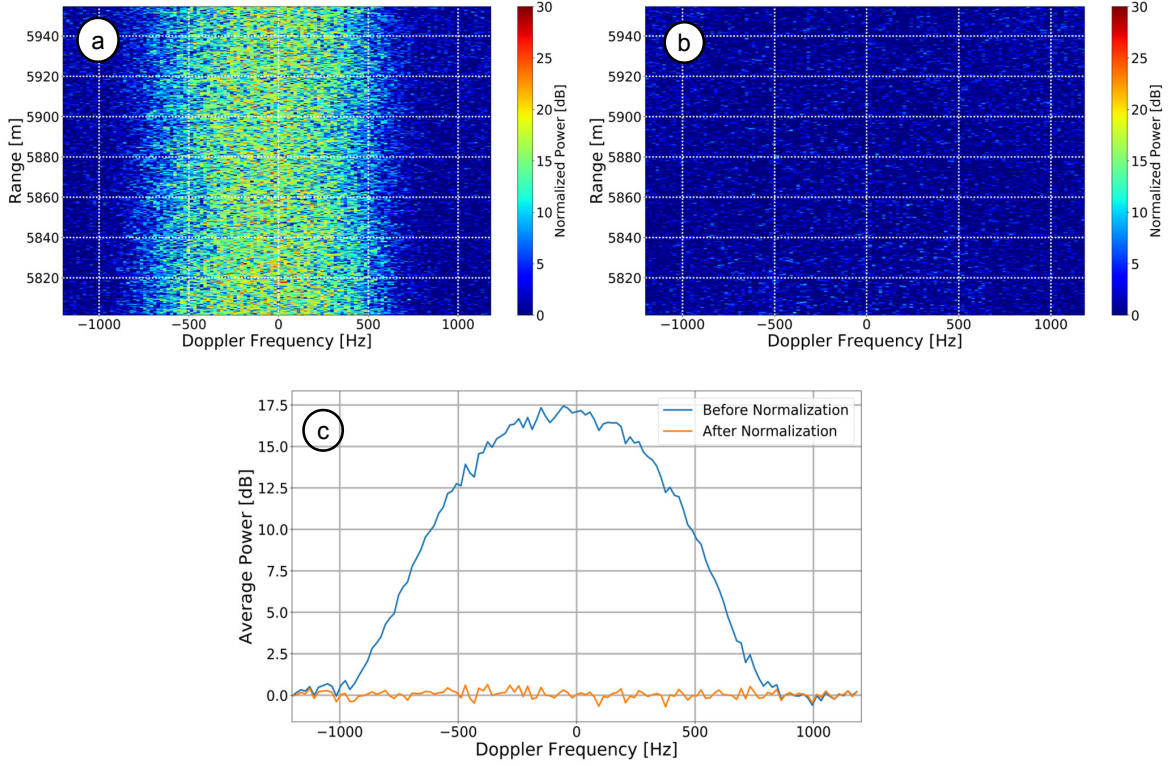 a
5940
5920
5900
5880
5860
5840
5820
Range [m]
−1000 −500 0 500 1000
Doppler Frequency [Hz]
30
25
20
15
10
5
0
Normalized Power [dB]
b
5940
5920
5900
5880
5860
5840
5820
Range [m]
−1000 −500 0 500 1000
Doppler Frequency [Hz]
30
25
20
15
10
5
0
Normalized Power [dB]
c
Before Normalization
After Normalization
17.5
15.0
12.5
10.0
7.5
5.0
2.5
0.0
Average Power [dB]
−1000 −500 0 500 1000
Doppler Frequency [Hz]